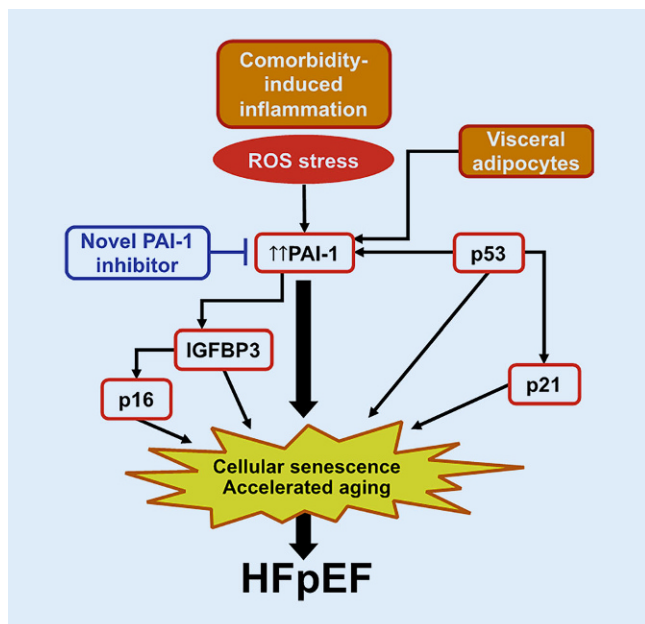 Comorbidity-
induced
inflammation
ROS stress
Visceral
adipocytes
Novel PAI-1
inhibitor
↑↑PAI-1
p53
IGFBP3
p16
p21
Cellular senescence
Accelerated aging
HFpEF